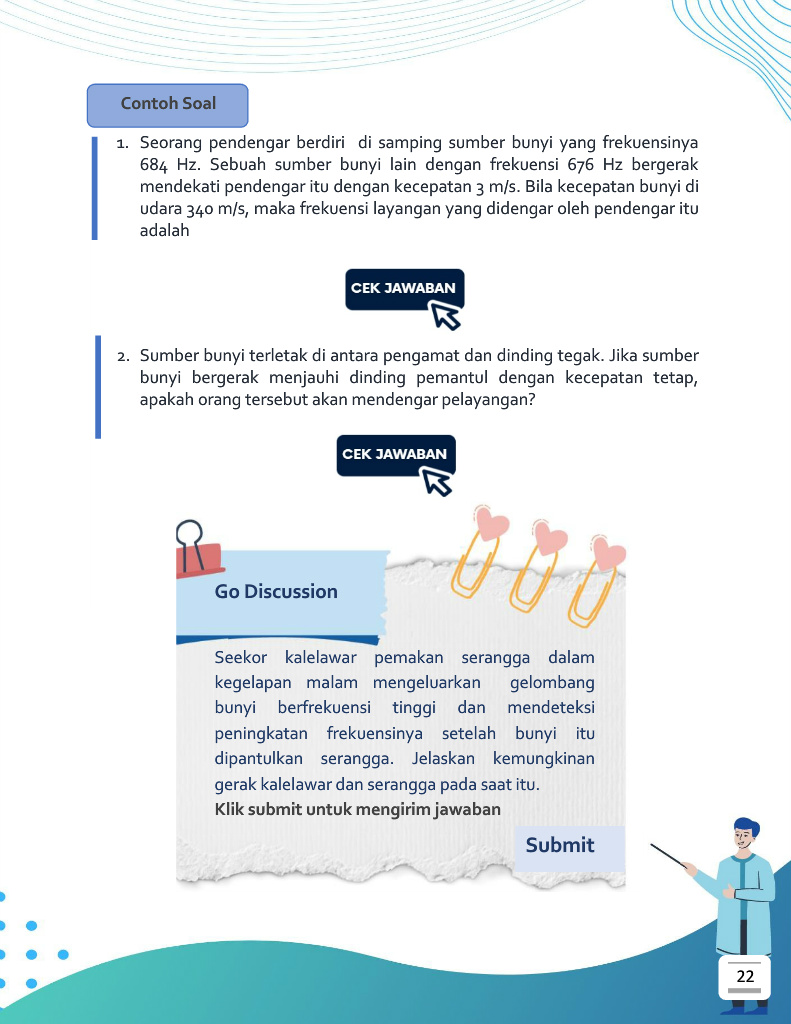 Contoh Soal
1. Seorang pendengar berdiri di samping sumber bunyi yang frekuensinya
684 Hz. Sebuah sumber bunyi lain dengan frekuensi 676 Hz bergerak
mendekati pendengar itu dengan kecepatan 3 m/s. Bila kecepatan bunyi di
udara 340 m/s, maka frekuensi layangan yang didengar oleh pendengar itu
adalah
CEK JAWABAN
2. Sumber bunyi terletak di antara pengamat dan dinding tegak. Jika sumber
bunyi bergerak menjauhi dinding pemantul dengan kecepatan tetap,
apakah orang tersebut akan mendengar pelayangan?
CEK JAWABAN
Go Discussion
Seekor kalelawar pemakan serangga dalam
kegelapan malam mengeluarkan gelombang
bunyi berfrekuensi tinggi dan mendeteksi
peningkatan frekuensinya setelah bunyi itu
dipantulkan serangga. Jelaskan kemungkinan
gerak kalelawar dan serangga pada saat itu.
Klik submit untuk mengirim jawaban
Submit
22